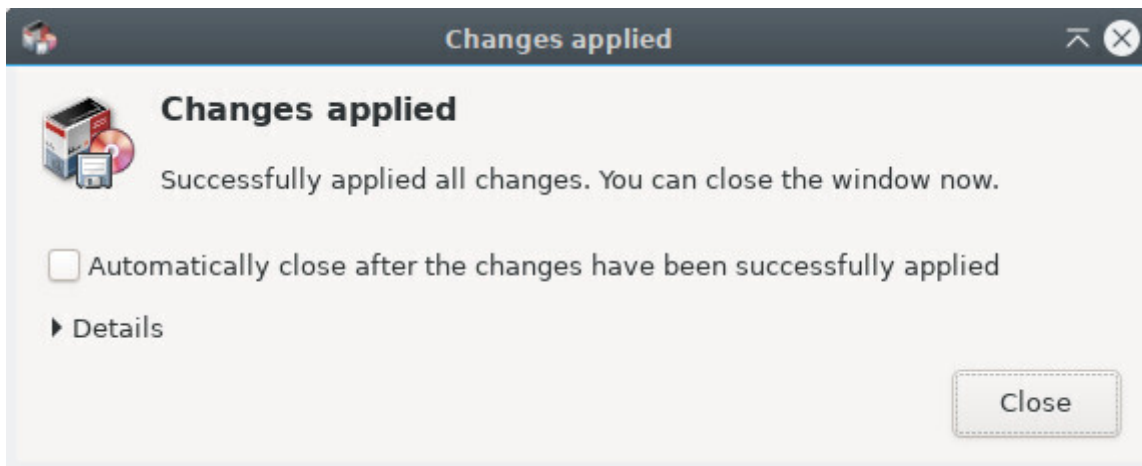 Changes applied
Changes applied
Successfully applied all changes. You can close the window now.
Automatically close after the changes have been successfully applied
Details
Close